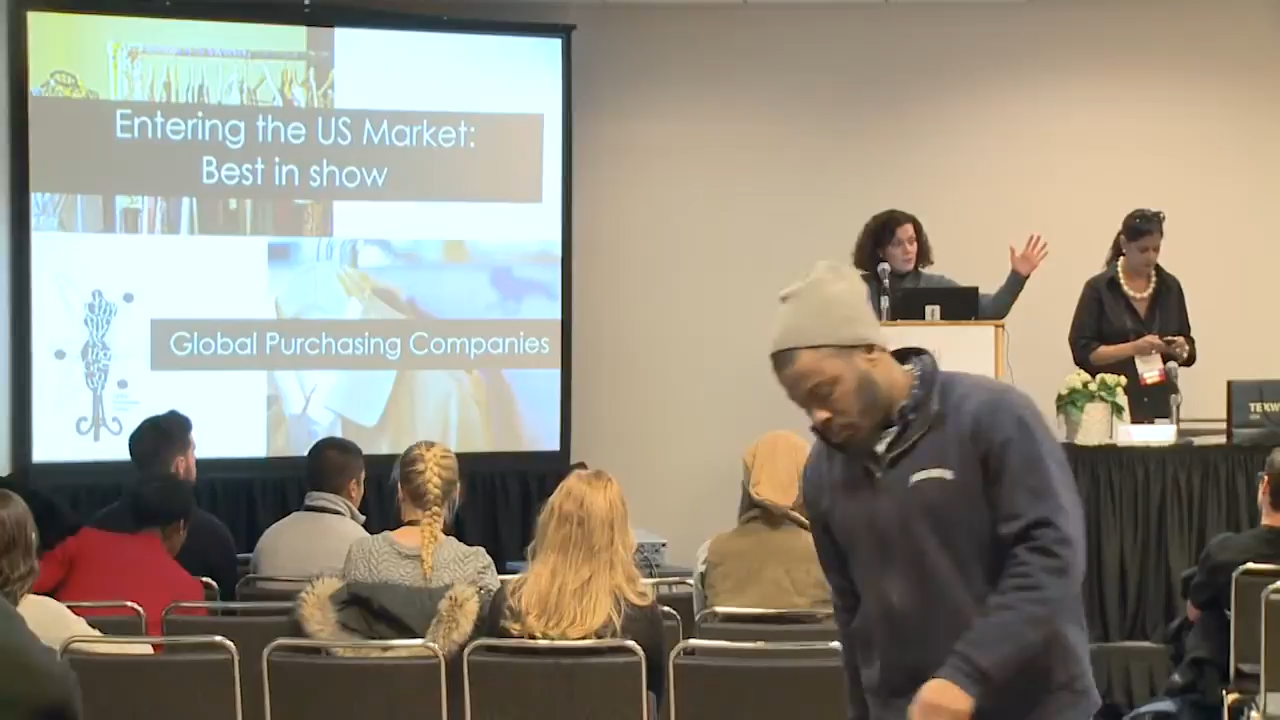 Entering the US Market:
Best in show
Global Purchasing Companies